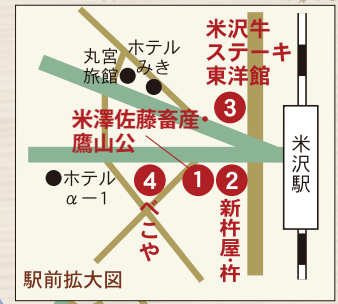 米沢牛
ステーキ
東洋館
3
丸宮
旅館
ホテル
みき
米澤佐藤畜産・
鷹山公
米沢駅
ホテル
α－1
4
べこや
1
2
新杵屋・杵
駅前拡大図